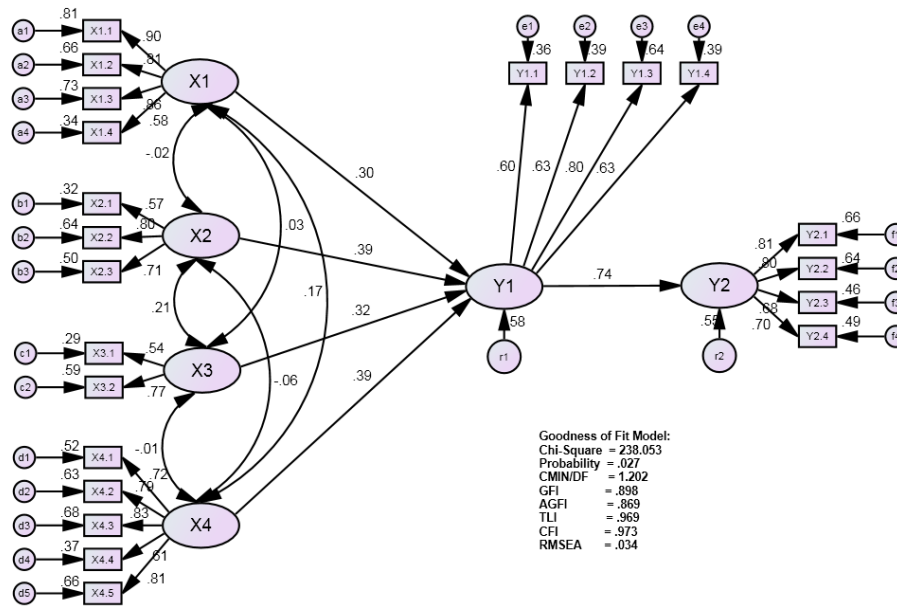 a1 .81 X1.1 .90
a2 .66 X1.2 .81
a3 .73 X1.3 .86
a4 .34 X1.4 .58
X1
-.02
.03
.17
.30
b1 .32 X2.1 .57
b2 .64 X2.2 .80
b3 .50 X2.3 .71
X2
.39
.21
-.06
c1 .29 X3.1 .54
c2 .59 X3.2 .77
X3
.32
-.01
d1 .52 X4.1 .72
d2 .63 X4.2 .79
d3 .68 X4.3 .83
d4 .37 X4.4 .61
d5 .66 X4.5 .81
X4
.39
e1 e2 e3 e4
.36 .39 .64 .39
Y1.1 Y1.2 Y1.3 Y1.4
.60 .63 .80 .63
Y1
.58
r1
.74
Y2
.55
r2
.81 Y2.1 .66
.80 Y2.2 .64
.68 Y2.3 .46
.70 Y2.4 .49
Goodness of Fit Model:
Chi-Square = 238.053
Probability = .027
CMIN/DF = 1.202
GFI = .898
AGFI = .869
TLI = .969
CFI = .973
RMSEA = .034